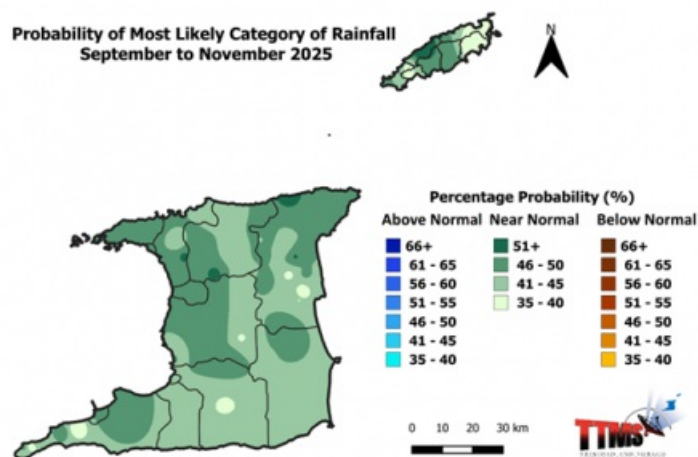 Probability of Most Likely Category of Rainfall
September to November 2025
N
Percentage Probability (%)
Above Normal Near Normal Below Normal
66+ 51+ 66+
61 - 65 46 - 50 61 - 65
56 - 60 41 - 45 56 - 60
51 - 55 35 - 40 51 - 55
46 - 50 46 - 50
41 - 45 41 - 45
35 - 40 35 - 40
0 10 20 30 km
TTMS